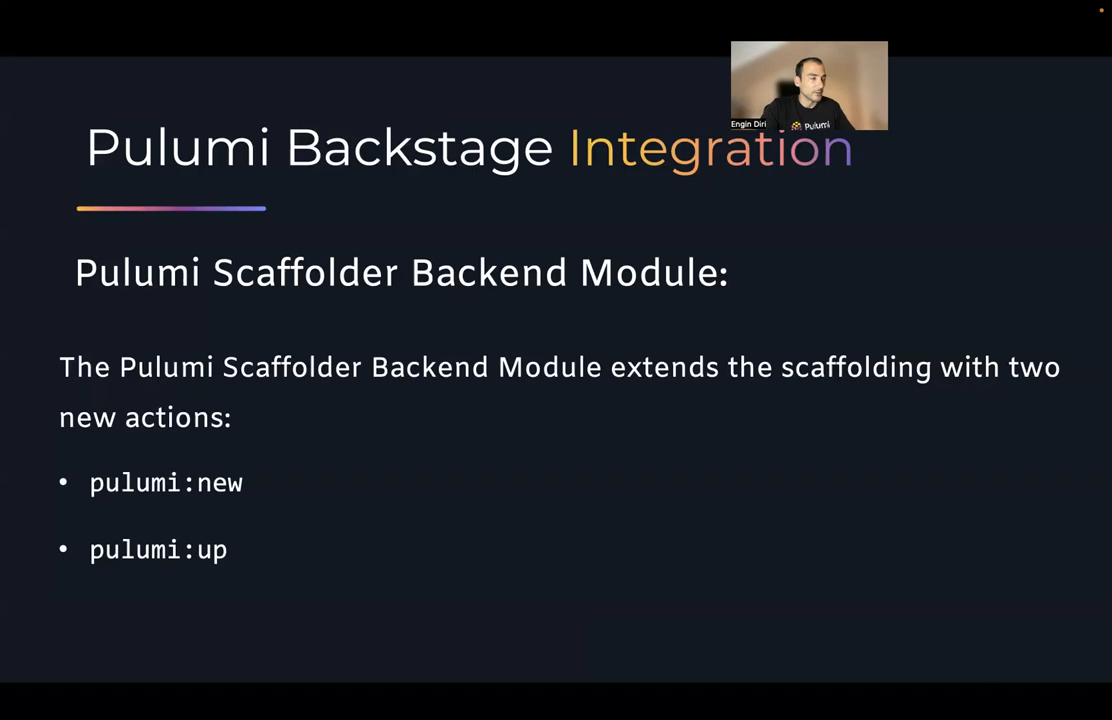 Engin Diri
Pulumi
Pulumi Backstage Integration
Pulumi Scaffolder Backend Module:
The Pulumi Scaffolder Backend Module extends the scaffolding with two
new actions:
• pulumi:new
• pulumi:up